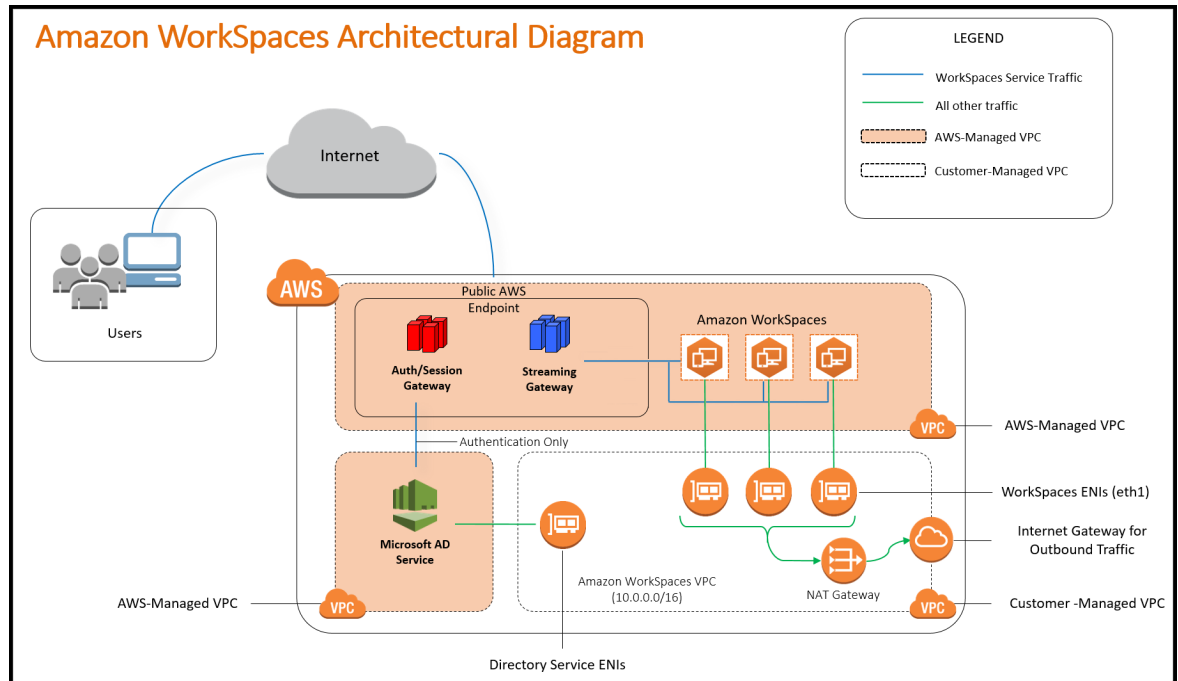 Amazon WorkSpaces Architectural Diagram
LEGEND
WorkSpaces Service Traffic
All other traffic
AWS-Managed VPC
Customer-Managed VPC
Internet
Users
AWS
Public AWS
Endpoint
Auth/Session
Gateway
Streaming
Gateway
Amazon WorkSpaces
VPC
AWS-Managed VPC
Authentication Only
Microsoft AD
Service
WorkSpaces ENIs (eth1)
Internet Gateway for
Outbound Traffic
NAT Gateway
Amazon WorkSpaces VPC
(10.0.0.0/16)
AWS-Managed VPC
VPC
VPC
Customer -Managed VPC
Directory Service ENIs